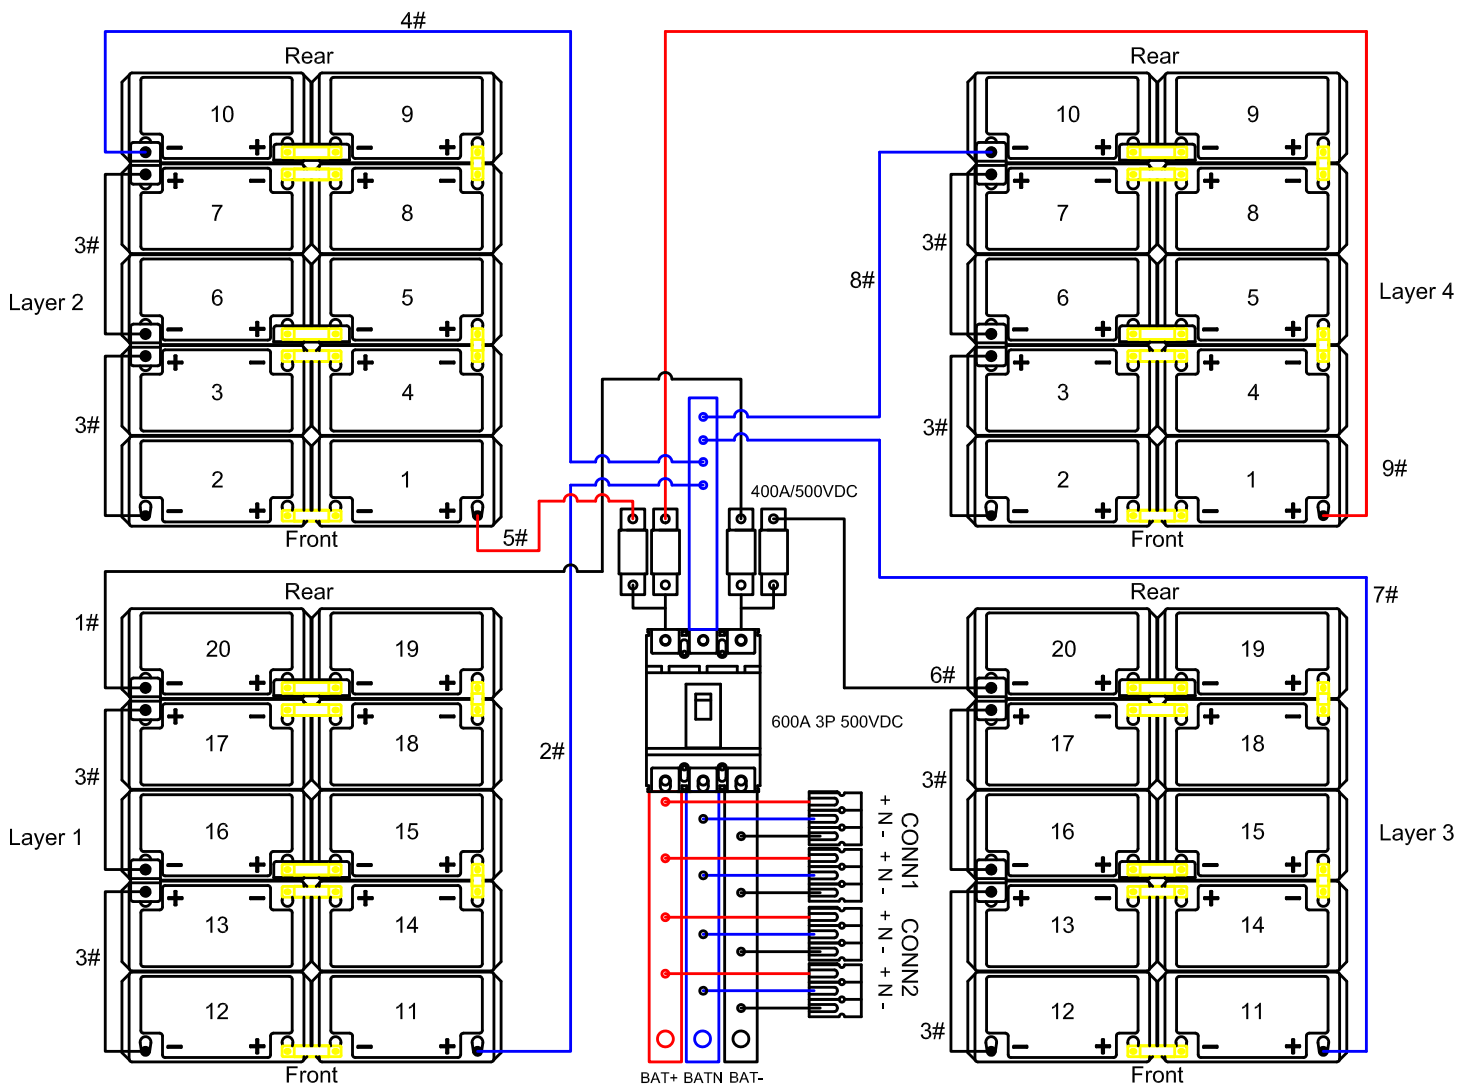 4#
Rear
Rear
10 9
10 9
- + - +
- + - +
7 8
7 8
3#
3#
8#
6 5
6 5
Layer 2
Layer 4
- + - +
- + - +
3 4
3 4
3#
3#
2 1
2 1
9#
400A/500VDC
- + - +
- + - +
5#
Front
Front
Rear
Rear
1#
7#
20 19
20 19
6#
- + - +
- + - +
600A 3P 500VDC
17 18
17 18
2#
3#
3#
16 15
16 15
Layer 1
Layer 3
+ N - + N -
CONN1
- + - +
- + - +
13 14
13 14
3#
+ N - + N -
CONN2
12 11
12 11
3#
- + - +
- + - +
Front
Front
BAT+ BATN BAT-